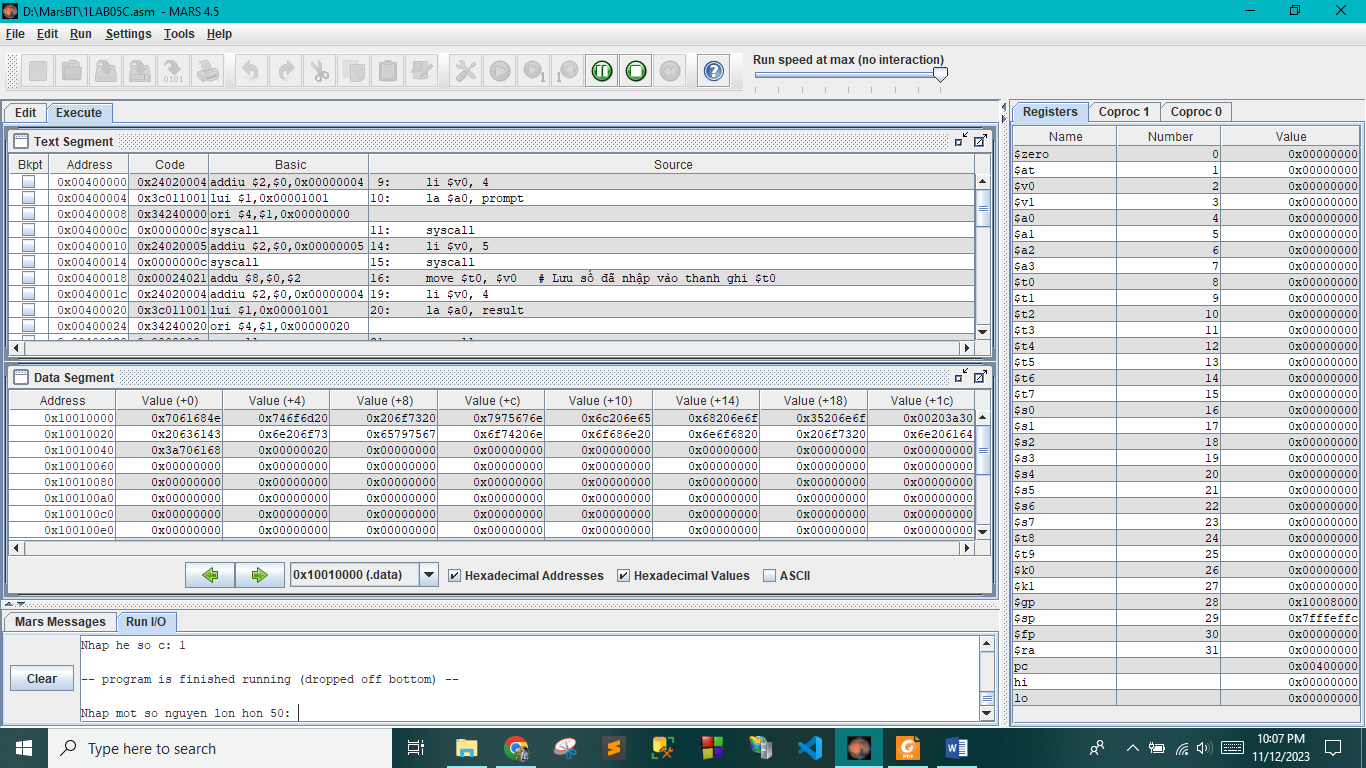 D:\MarsBT\1LAB05C.asm - MARS 4.5
File Edit Run Settings Tools Help
Run speed at max (no interaction)
Edit Execute
Text Segment
Bkpt Address Code Basic Source
0x00400000 0x24020004 addiu $2,$0,0x00000004 9: li $v0, 4
0x00400004 0x3c011001 lui $1,0x00001001 10: la $a0, prompt
0x00400008 0x34240000 ori $4,$1,0x00000000
0x0040000c 0x0000000c syscall 11: syscall
0x00400010 0x24020005 addiu $2,$0,0x00000005 14: li $v0, 5
0x00400014 0x0000000c syscall 15: syscall
0x00400018 0x00024021 addu $8,$0,$2 16: move $t0, $v0 # Lưu số đã nhập vào thanh ghi $t0
0x0040001c 0x24020004 addiu $2,$0,0x00000004 19: li $v0, 4
0x00400020 0x3c011001 lui $1,0x00001001 20: la $a0, result
0x00400024 0x34240020 ori $4,$1,0x00000020
Data Segment
Address Value (+0) Value (+4) Value (+8) Value (+c) Value (+10) Value (+14) Value (+18) Value (+1c)
0x10010000 0x7061684e 0x746f6d20 0x206f7320 0x7975676e 0x6c206e65 0x68206e6f 0x35206e6f 0x00203a30
0x10010020 0x20636143 0x6e206f73 0x65797567 0x6f74206e 0x6f686e20 0x6e6f6820 0x206f7320 0x6e206164
0x10010040 0x3a706168 0x00000020 0x00000000 0x00000000 0x00000000 0x00000000 0x00000000 0x00000000
0x10010060 0x00000000 0x00000000 0x00000000 0x00000000 0x00000000 0x00000000 0x00000000 0x00000000
0x10010080 0x00000000 0x00000000 0x00000000 0x00000000 0x00000000 0x00000000 0x00000000 0x00000000
0x100100a0 0x00000000 0x00000000 0x00000000 0x00000000 0x00000000 0x00000000 0x00000000 0x00000000
0x100100c0 0x00000000 0x00000000 0x00000000 0x00000000 0x00000000 0x00000000 0x00000000 0x00000000
0x100100e0 0x00000000 0x00000000 0x00000000 0x00000000 0x00000000 0x00000000 0x00000000 0x00000000
0x10010000 (.data) Hexadecimal Addresses Hexadecimal Values ASCII
Mars Messages Run I/O
Clear
Nhap he so c: 1
-- program is finished running (dropped off bottom) --
Nhap mot so nguyen lon hon 50:
Registers Coproc 1 Coproc 0
Name Number Value
$zero 0 0x00000000
$at 1 0x00000000
$v0 2 0x00000000
$v1 3 0x00000000
$a0 4 0x00000000
$a1 5 0x00000000
$a2 6 0x00000000
$a3 7 0x00000000
$t0 8 0x00000000
$t1 9 0x00000000
$t2 10 0x00000000
$t3 11 0x00000000
$t4 12 0x00000000
$t5 13 0x00000000
$t6 14 0x00000000
$t7 15 0x00000000
$s0 16 0x00000000
$s1 17 0x00000000
$s2 18 0x00000000
$s3 19 0x00000000
$s4 20 0x00000000
$s5 21 0x00000000
$s6 22 0x00000000
$s7 23 0x00000000
$t8 24 0x00000000
$t9 25 0x00000000
$k0 26 0x00000000
$k1 27 0x00000000
$gp 28 0x10008000
$sp 29 0x7fffeffc
$fp 30 0x00000000
$ra 31 0x00000000
pc 0x00400000
hi 0x00000000
lo 0x00000000
Type here to search
10:07 PM
11/12/2023